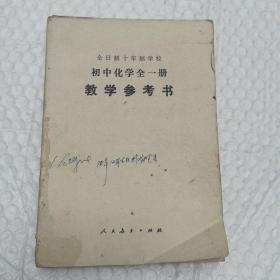 全日制十年制学校
初中化学全一册
教学参考书
人民教育出版社